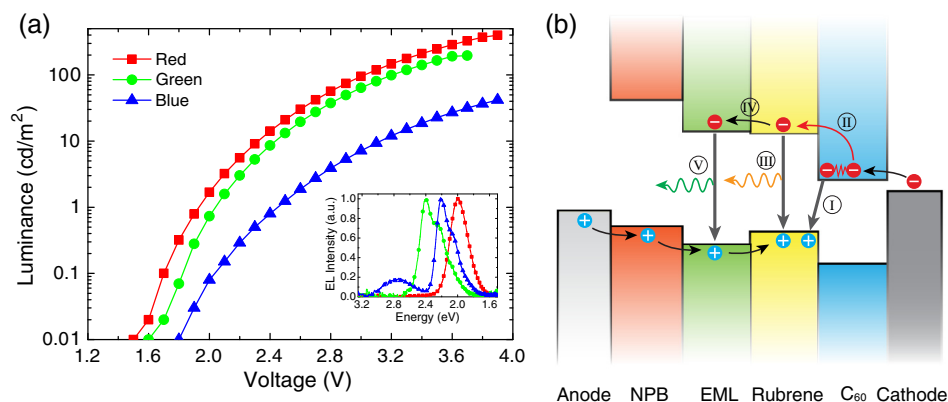 (a)
Luminance (cd/m²)
100
10
1
0.1
0.01
1.2 1.6 2.0 2.4 2.8 3.2 3.6 4.0
Voltage (V)
Red
Green
Blue
EL Intensity (a.u.)
1.0
0.8
0.6
0.4
0.2
0.0
3.2 2.4 2.0 1.6
Energy (eV)
(b)
IV
II
V
III
I
Anode NPB EML Rubrene C₆₀ Cathode